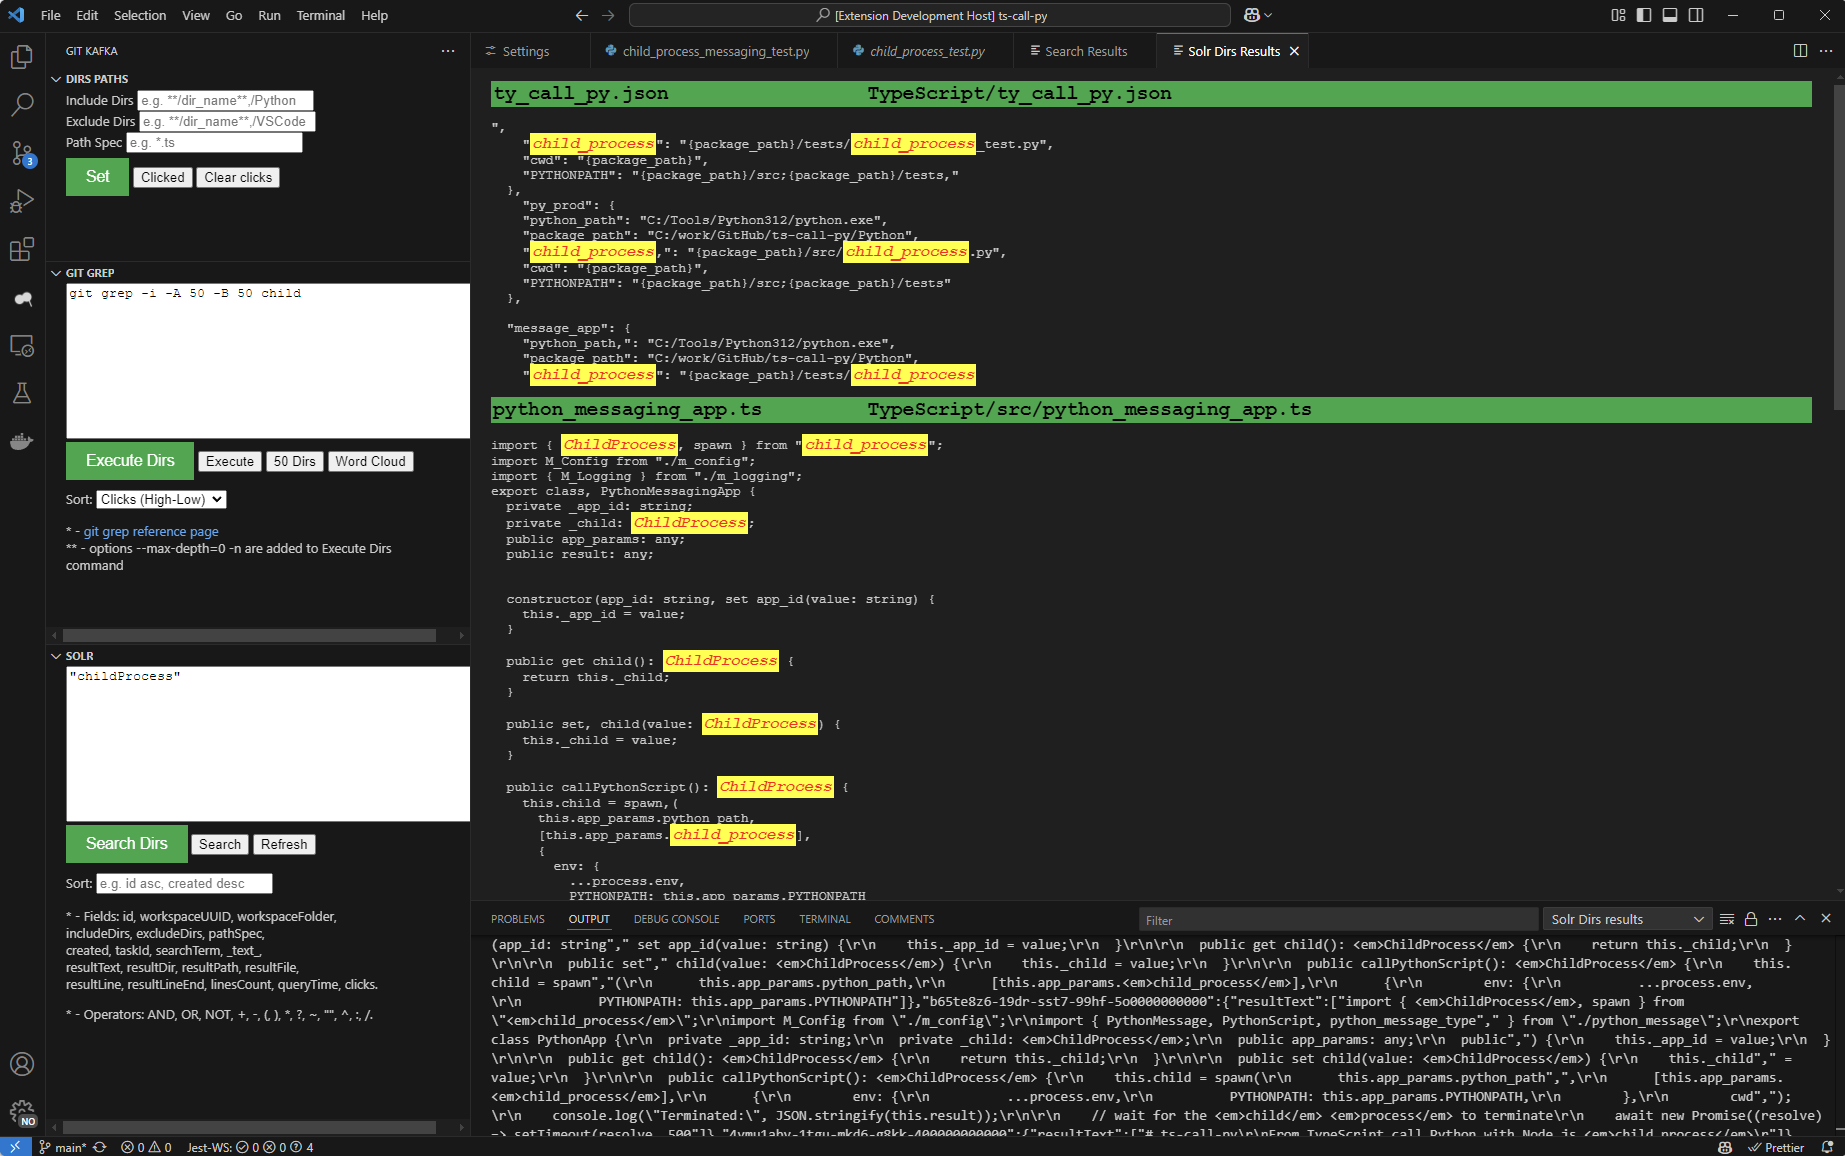 File Edit Selection View Go Run Terminal Help
[Extension Development Host] ts-call-py
GIT KAFKA
DIRS PATHS
Include Dirs e.g. **/dir_name**,/Python
Exclude Dirs e.g. **/dir_name**,/VSCode
Path Spec e.g. *.ts
Set Clicked Clear clicks
3
GIT GREP
git grep -i -A 50 -B 50 child
Execute Dirs Execute 50 Dirs Word Cloud
Sort: Clicks (High-Low)
* - git grep reference page
** - options --max-depth=0 -n are added to Execute Dirs
command
SOLR
"childProcess"
Search Dirs Search Refresh
Sort: e.g. id asc, created desc
* - Fields: id, workspaceUUID, workspaceFolder,
includeDirs, excludeDirs, pathSpec,
created, taskId, searchTerm, _text_,
resultText, resultDir, resultPath, resultFile,
resultLine, resultLineEnd, linesCount, queryTime, clicks.
* - Operators: AND, OR, NOT, +, -, (, ), *, ?, ~, "", ^, :, /.
NO
Settings child_process_messaging_test.py child_process_test.py Search Results Solr Dirs Results
ty_call_py.json TypeScript/ty_call_py.json
",
"child_process": "{package_path}/tests/child_process_test.py",
"cwd": "{package_path}",
"PYTHONPATH": "{package_path}/src;{package_path}/tests,"
},
"py_prod": {
"python_path": "C:/Tools/Python312/python.exe",
"package_path": "C:/work/GitHub/ts-call-py/Python",
"child_process,": "{package_path}/src/child_process.py",
"cwd": "{package_path}",
"PYTHONPATH": "{package_path}/src;{package_path}/tests"
},
"message_app": {
"python_path,": "C:/Tools/Python312/python.exe",
"package_path": "C:/work/GitHub/ts-call-py/Python",
"child_process": "{package_path}/tests/child_process
python_messaging_app.ts TypeScript/src/python_messaging_app.ts
import { ChildProcess, spawn } from "child_process";
import M_Config from "./m_config";
import { M_Logging } from "./m_logging";
export class, PythonMessagingApp {
private _app_id: string;
private _child: ChildProcess;
public app_params: any;
public result: any;
constructor(app_id: string, set app_id(value: string) {
this._app_id = value;
}
public get child(): ChildProcess {
return this._child;
}
public set, child(value: ChildProcess) {
this._child = value;
}
public callPythonScript(): ChildProcess {
this.child = spawn,(
this.app_params.python_path,
[this.app_params.child_process],
{
env: {
...process.env,
PYTHONPATH: this.app_params.PYTHONPATH
PROBLEMS OUTPUT DEBUG CONSOLE PORTS TERMINAL COMMENTS Filter Solr Dirs results
(app_id: string"," set app_id(value: string) {\r\n    this._app_id = value;\r\n  }\r\n\r\n  public get child(): <em>ChildProcess</em> {\r\n    return this._child;\r\n  }
\r\n\r\n  public set"," child(value: <em>ChildProcess</em>) {\r\n    this._child = value;\r\n  }\r\n\r\n  public callPythonScript(): <em>ChildProcess</em> {\r\n    this.
child = spawn","(\r\n      this.app_params.python_path,\r\n      [this.app_params.<em>child_process</em>],\r\n      {\r\n        env: {\r\n          ...process.env,
\r\n          PYTHONPATH: this.app_params.PYTHONPATH"]},"b65te8z6-19dr-sst7-99hf-5o0000000000":{"resultText":["import { <em>ChildProcess</em>, spawn } from
\"<em>child_process</em>\";\r\nimport M_Config from \"./m_config\";\r\nimport { PythonMessage, PythonScript, python_message_type"," } from \"./python_message\";\r\nexport
class PythonApp {\r\n  private _app_id: string;\r\n  private _child: <em>ChildProcess</em>;\r\n  public app_params: any;\r\n  public",") {\r\n    this._app_id = value;\r\n  }
\r\n\r\n  public get child(): <em>ChildProcess</em> {\r\n    return this._child;\r\n  }\r\n\r\n  public set child(value: <em>ChildProcess</em>) {\r\n    this._child"," =
value;\r\n  }\r\n\r\n  public callPythonScript(): <em>ChildProcess</em> {\r\n    this.child = spawn(\r\n      this.app_params.python_path",",\r\n      [this.app_params.
<em>child_process</em>],\r\n      {\r\n        env: {\r\n          ...process.env,\r\n          PYTHONPATH: this.app_params.PYTHONPATH,\r\n        },\r\n        cwd",");
\r\n    console.log(\"Terminated:\", JSON.stringify(this.result));\r\n\r\n    // wait for the <em>child</em> <em>process</em> to terminate\r\n    await new Promise((resolve)
=> setTimeout(resolve, 500"]},"4ymu1aby-1tgu-mkd6-g8kk-400000000000":{"resultText":["# ts-call-py\r\nFrom TypeScript call Python with Node.js <em>child_process</em>\r"]}
main* 0 0 Jest-WS: 0 0 4 Prettier